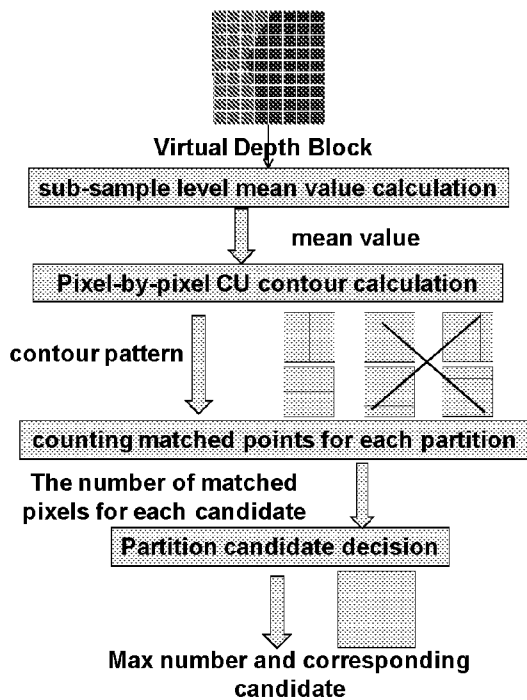 Virtual Depth Block
sub-sample level mean value calculation
mean value
Pixel-by-pixel CU contour calculation
contour pattern
counting matched points for each partition
The number of matched
pixels for each candidate
Partition candidate decision
Max number and corresponding
candidate